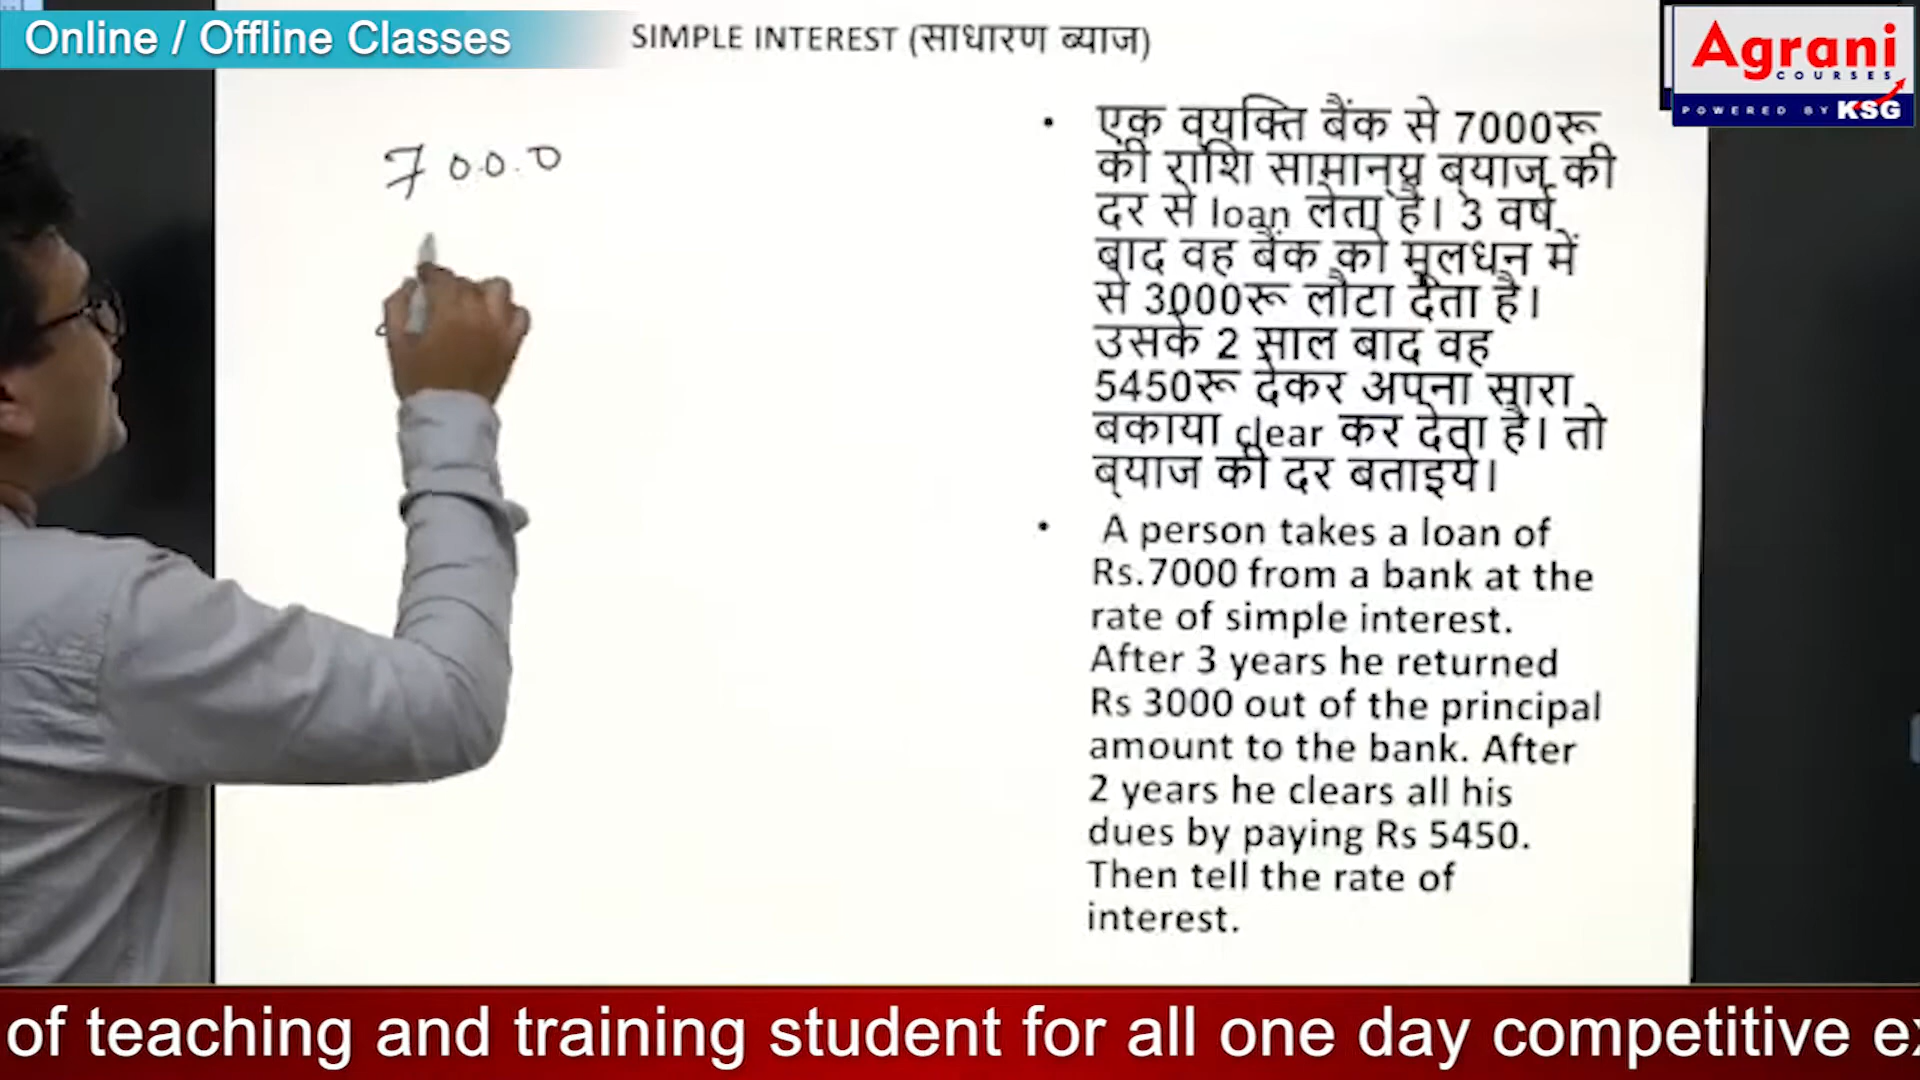 Online / Offline Classes
SIMPLE INTEREST (साधारण ब्याज)
Agrani
COURSES
POWERED BY KSG
7000
• एक व्यक्ति बैंक से 7000रू
की राशि सामान्य ब्याज की
दर से loan लेता है। 3 वर्ष
बाद वह बैंक को मूलधन में
से 3000रू लौटा देता है।
उसके 2 साल बाद वह
5450रू देकर अपना सारा
बकाया clear कर देता है। तो
ब्याज की दर बताइये।
• A person takes a loan of
Rs.7000 from a bank at the
rate of simple interest.
After 3 years he returned
Rs 3000 out of the principal
amount to the bank. After
2 years he clears all his
dues by paying Rs 5450.
Then tell the rate of
interest.
of teaching and training student for all one day competitive